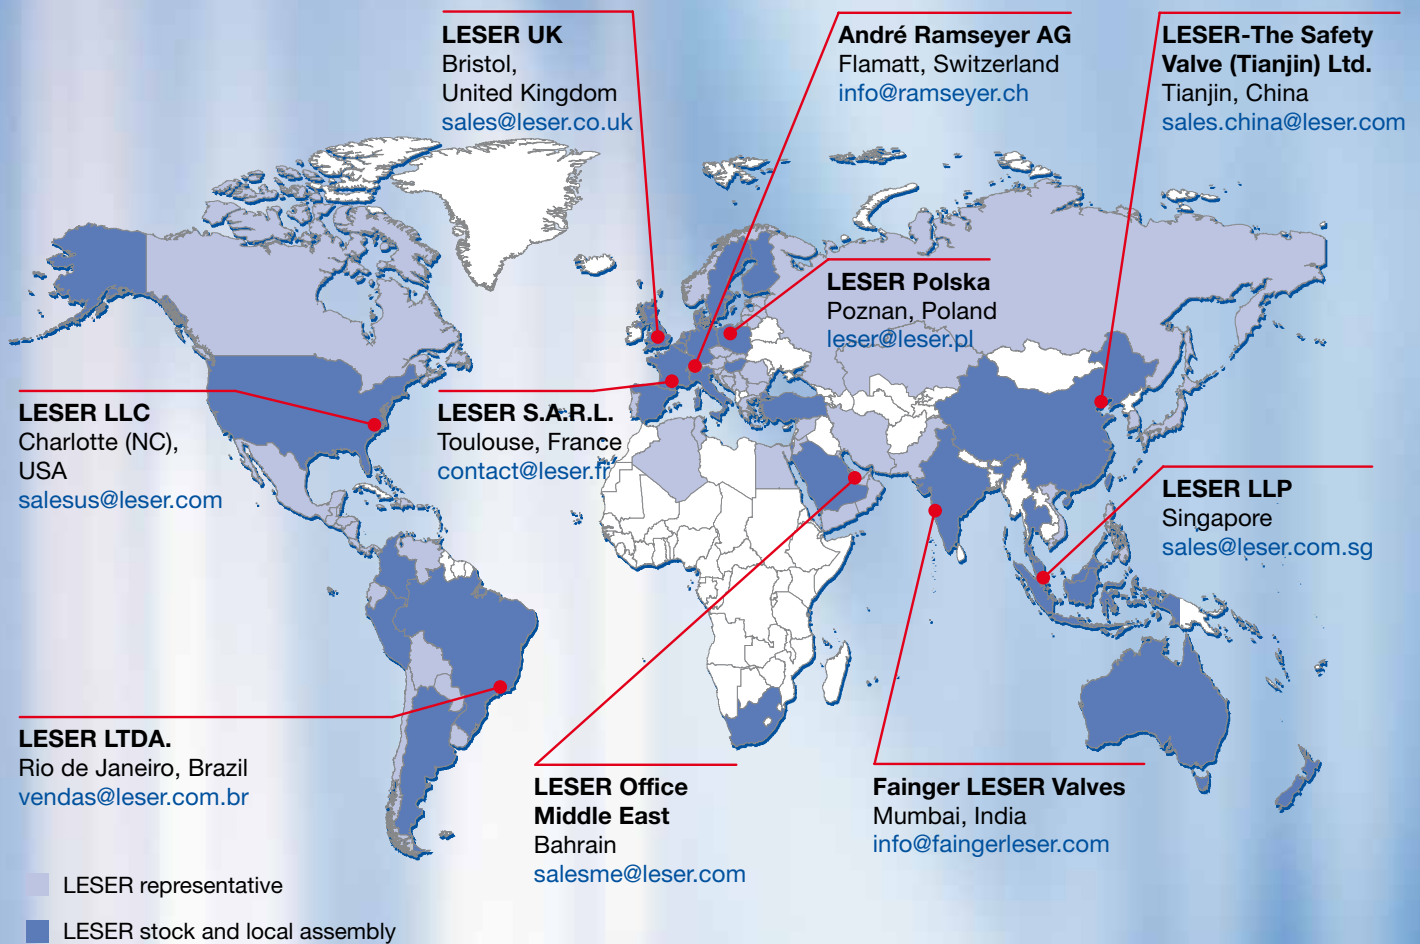 LESER UK
Bristol,
United Kingdom
sales@leser.co.uk
André Ramseyer AG
Flamatt, Switzerland
info@ramseyer.ch
LESER-The Safety
Valve (Tianjin) Ltd.
Tianjin, China
sales.china@leser.com
LESER Polska
Poznan, Poland
leser@leser.pl
LESER LLC
Charlotte (NC),
USA
salesus@leser.com
LESER S.A.R.L.
Toulouse, France
contact@leser.fr
LESER LLP
Singapore
sales@leser.com.sg
LESER LTDA.
Rio de Janeiro, Brazil
vendas@leser.com.br
LESER Office
Middle East
Bahrain
salesme@leser.com
Fainger LESER Valves
Mumbai, India
info@faingerleser.com
LESER representative
LESER stock and local assembly